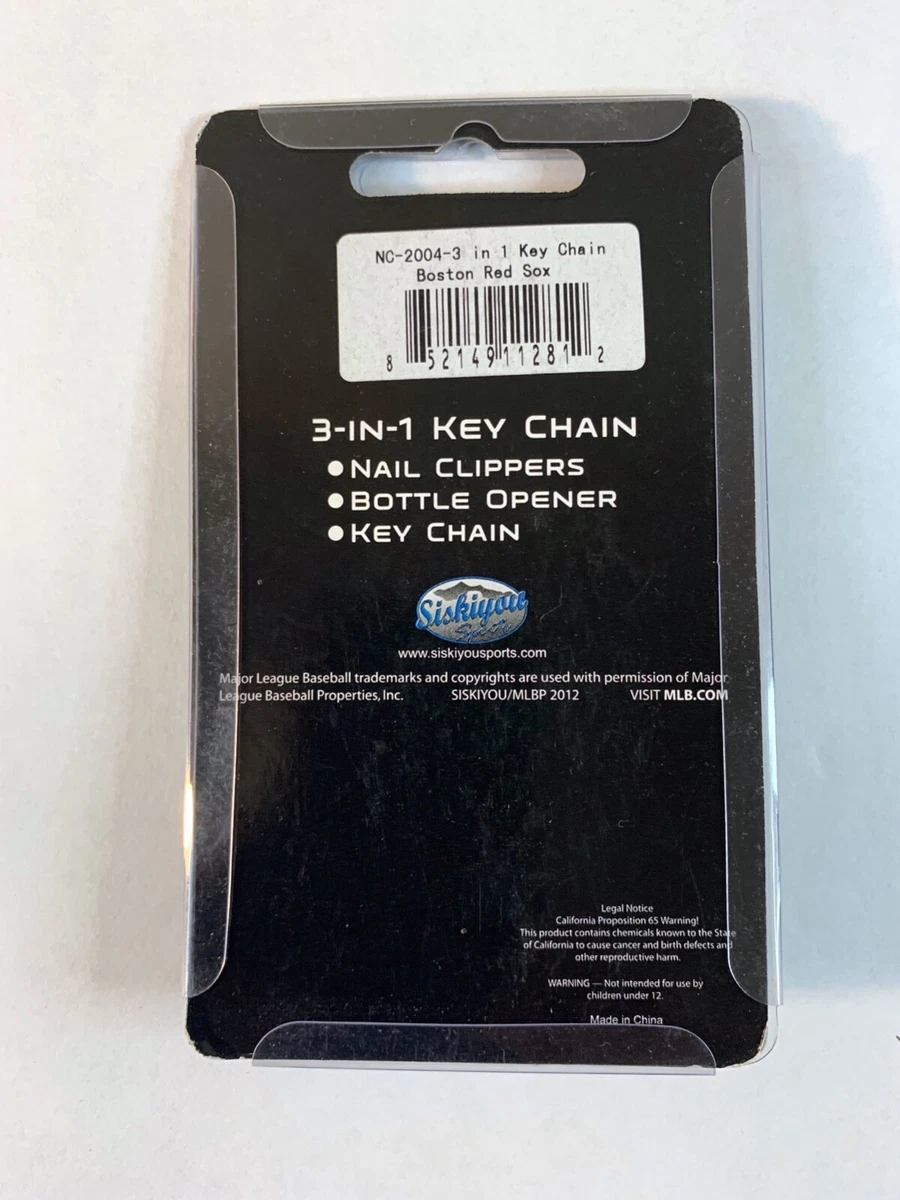 NC-2004-3 in 1 Key Chain
Boston Red Sox
8 52149 11281 2
3-IN-1 KEY CHAIN
●NAIL CLIPPERS
●BOTTLE OPENER
●KEY CHAIN
Siskiyou
Sports
www.siskiyousports.com
Major League Baseball trademarks and copyrights are used with permission of Major
League Baseball Properties, Inc. SISKIYOU/MLBP 2012 VISIT MLB.COM
Legal Notice
California Proposition 65 Warning!
This product contains chemicals known to the State
of California to cause cancer and birth defects and
other reproductive harm.
WARNING — Not intended for use by
children under 12.
Made in China